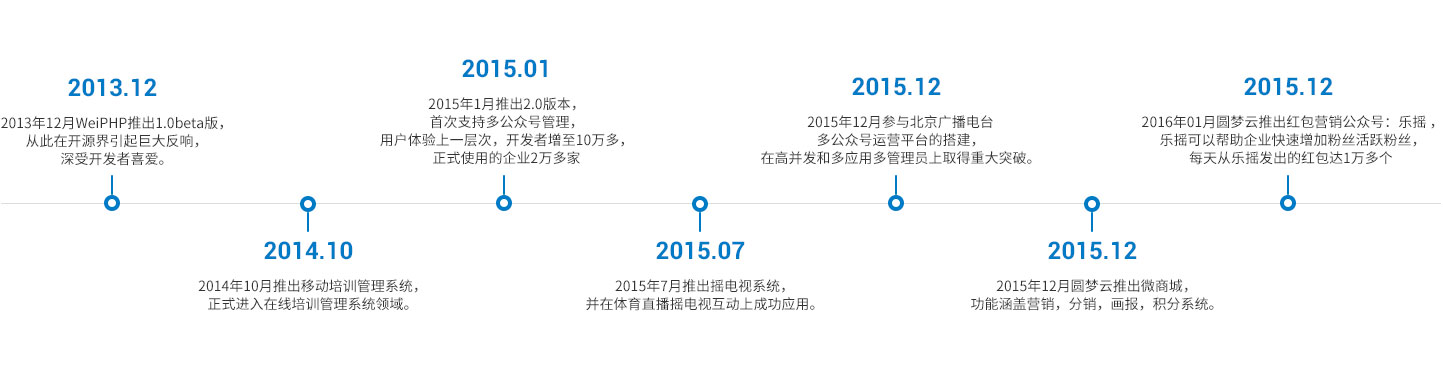 2013.12
2013年12月WeiPHP推出1.0beta版，
从此在开源界引起巨大反响，
深受开发者喜爱。
2014.10
2014年10月推出移动培训管理系统，
正式进入在线培训管理系统领域。
2015.01
2015年1月推出2.0版本，
首次支持多公众号管理，
用户体验上一层次，开发者增至10万多，
正式使用的企业2万多家
2015.07
2015年7月推出摇电视系统，
并在体育直播摇电视互动上成功应用。
2015.12
2015年12月参与北京广播电台
多公众号运营平台的搭建，
在高并发和多应用多管理员上取得重大突破。
2015.12
2015年12月圆梦云推出微商城，
功能涵盖营销，分销，画报，积分系统。
2015.12
2016年01月圆梦云推出红包营销公众号：乐摇，
乐摇可以帮助企业快速增加粉丝活跃粉丝，
每天从乐摇发出的红包达1万多个